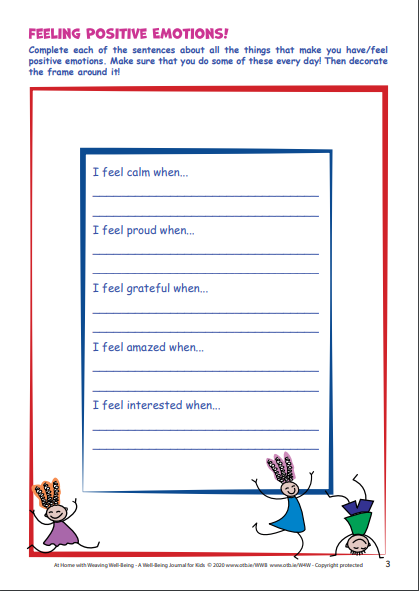 FEELING POSITIVE EMOTIONS!
Complete each of the sentences about all the things that make you have/feel
positive emotions. Make sure that you do some of these every day! Then decorate
the frame around it!
I feel calm when...
I feel proud when...
I feel grateful when...
I feel amazed when...
I feel interested when...
At Home with Weaving Well-Being - A Well-Being Journal for Kids © 2020 www.otb.ie/WWB www.otb.ie/W4W - Copyright protected
3